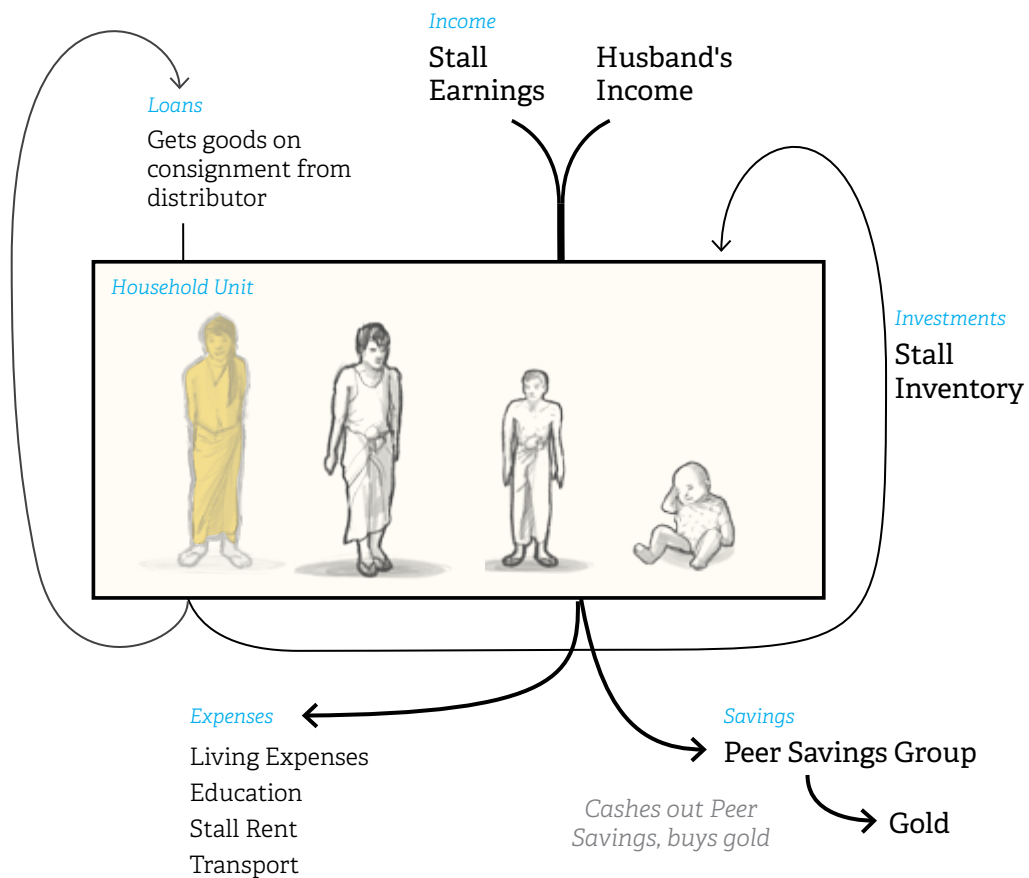 Income
Stall
Earnings
Husband's
Income
Loans
Gets goods on
consignment from
distributor
Household Unit
Investments
Stall
Inventory
Expenses
Living Expenses
Education
Stall Rent
Transport
Savings
Peer Savings Group
Cashes out Peer
Savings, buys gold
Gold